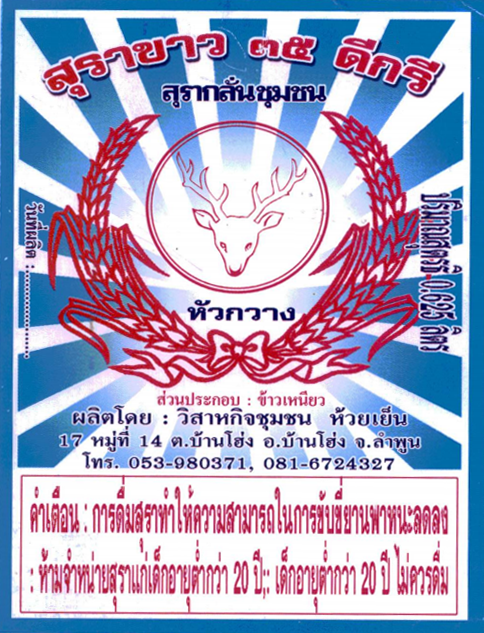 สุราขาว ๓๕ ดีกรี
สุรากลั่นชุมชน
วันที่ผลิต :....................
ปริมาตรสุทธิ 0.625 ลิตร
หัวกวาง
ส่วนประกอบ : ข้าวเหนียว
ผลิตโดย : วิสาหกิจชุมชน ห้วยเย็น
17 หมู่ที่ 14 ต.บ้านโฮ่ง อ.บ้านโฮ่ง จ.ลำพูน
โทร. 053-980371, 081-6724327
คำเตือน : การดื่มสุราทำให้ความสามารถในการขับขี่ยานพาหนะลดลง
: ห้ามจำหน่ายสุราแก่เด็กอายุต่ำกว่า 20 ปี;: เด็กอายุต่ำกว่า 20 ปี ไม่ควรดื่ม